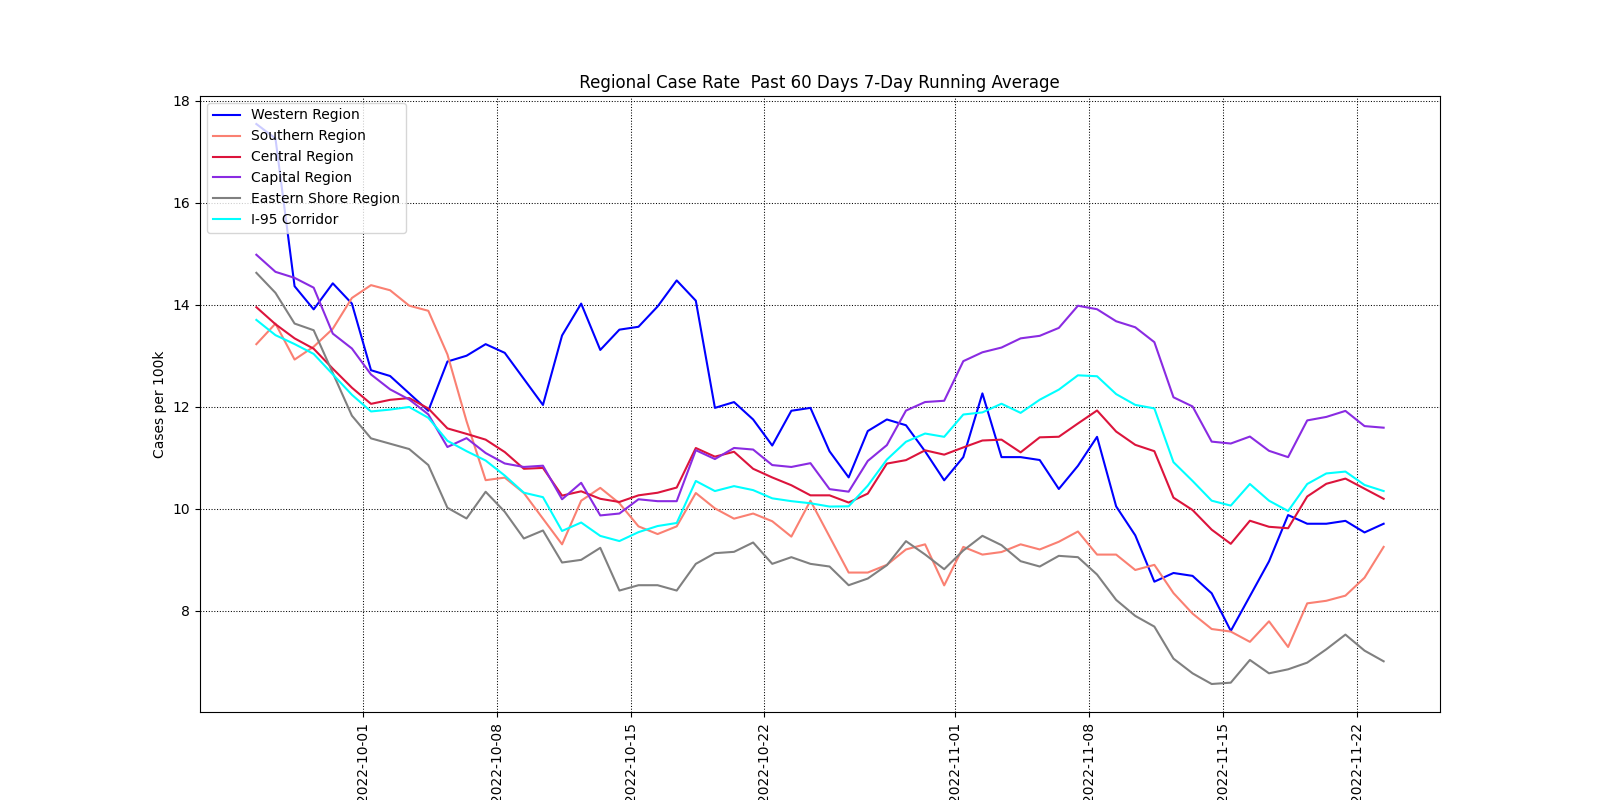 Regional Case Rate  Past 60 Days 7-Day Running Average
18
16
14
12
10
8
Cases per 100k
Western Region
Southern Region
Central Region
Capital Region
Eastern Shore Region
I-95 Corridor
2022-10-01
2022-10-08
2022-10-15
2022-10-22
2022-11-01
2022-11-08
2022-11-15
2022-11-22